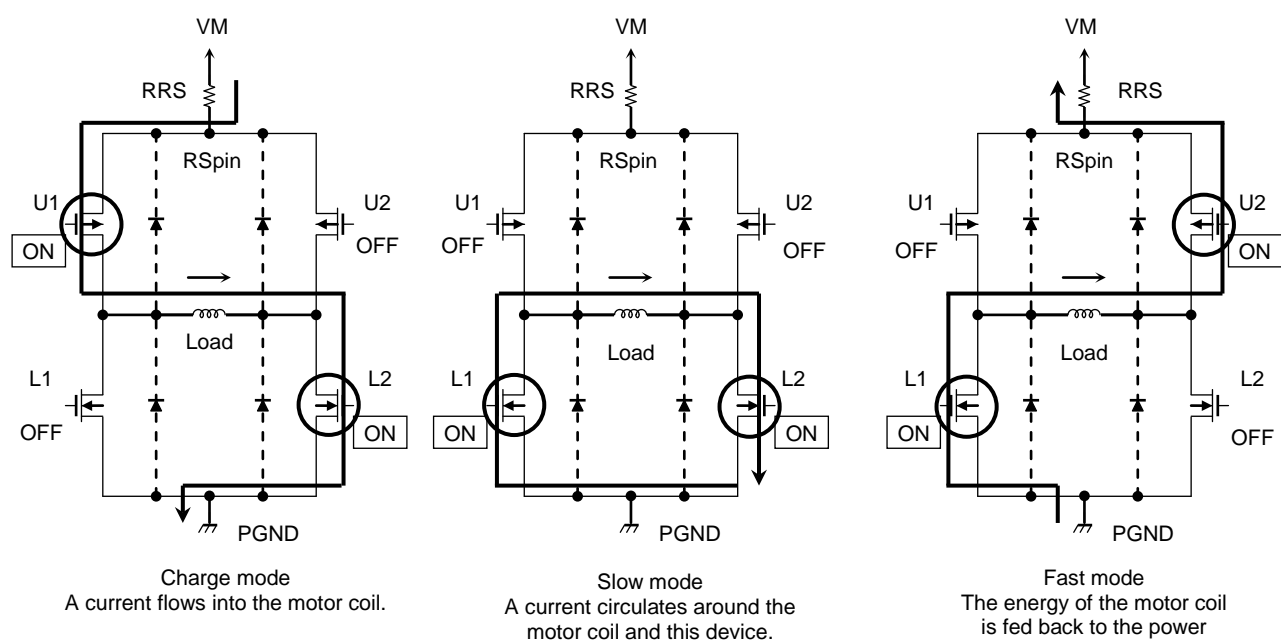 VM
RRS
RSpin
U1
ON
U2
OFF
Load
L1
OFF
L2
ON
PGND
Charge mode
A current flows into the motor coil.
VM
RRS
RSpin
U1
OFF
U2
OFF
Load
L1
ON
L2
ON
PGND
Slow mode
A current circulates around the
motor coil and this device.
VM
RRS
RSpin
U1
OFF
U2
ON
Load
L1
ON
L2
OFF
PGND
Fast mode
The energy of the motor coil
is fed back to the power